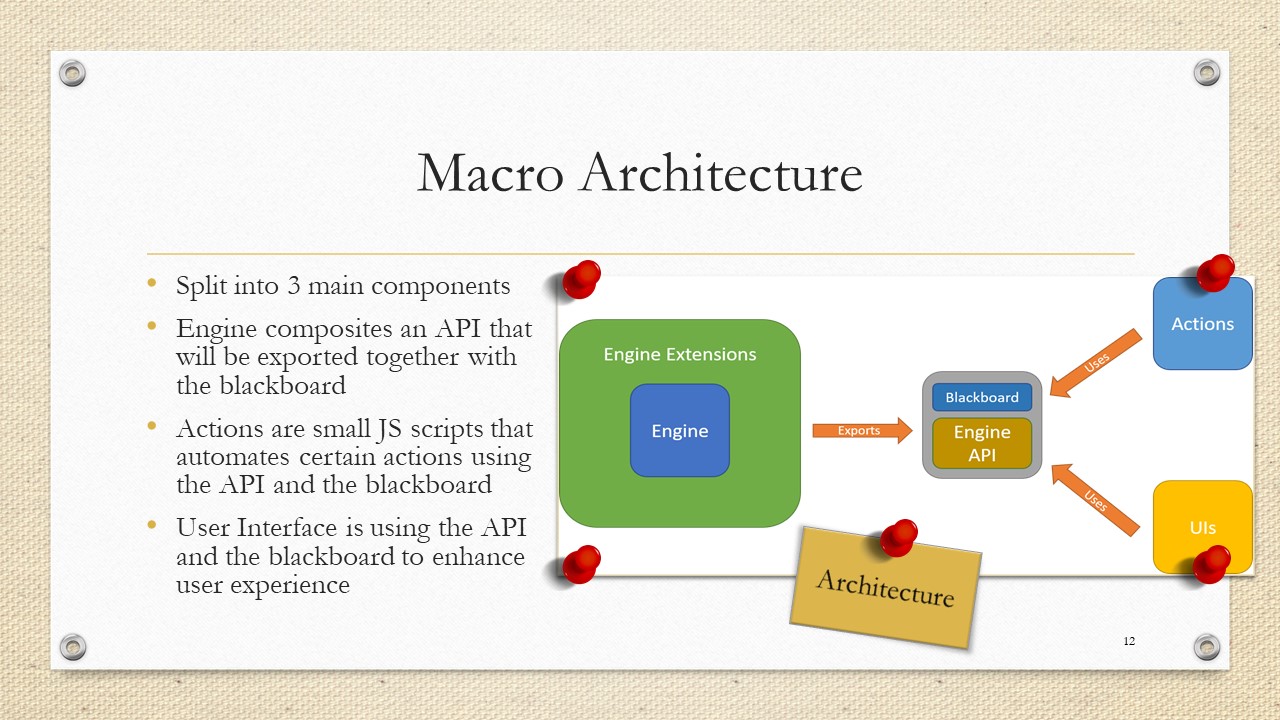 Macro Architecture
Split into 3 main components
Engine composites an API that
will be exported together with
the blackboard
Actions are small JS scripts that
automates certain actions using
the API and the blackboard
User Interface is using the API
and the blackboard to enhance
user experience
Engine Extensions
Engine
Exports
Blackboard
Engine
API
Uses
Actions
Uses
UIs
Architecture
12